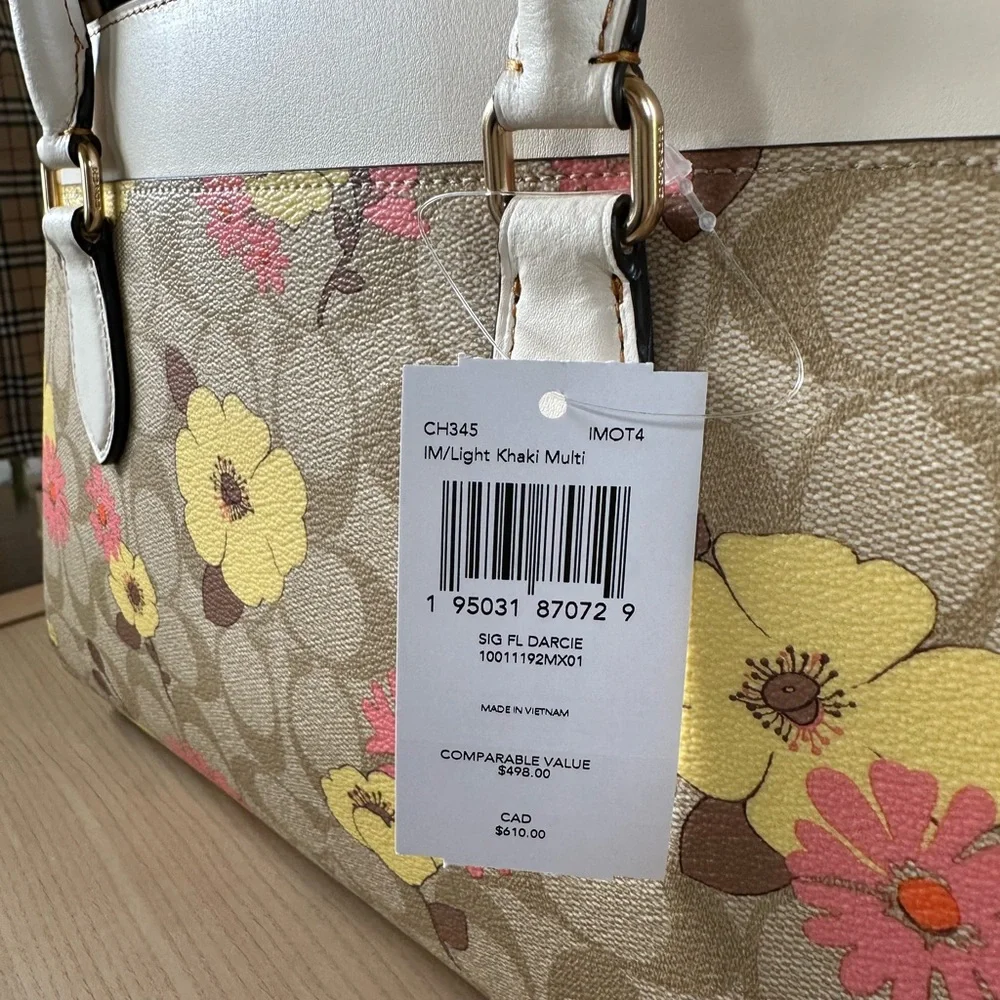 CH345 IMOT4
IM/Light Khaki Multi
1 95031 87072 9
SIG FL DARCIE
10011192MX01
MADE IN VIETNAM
COMPARABLE VALUE
$498.00
CAD
$610.00